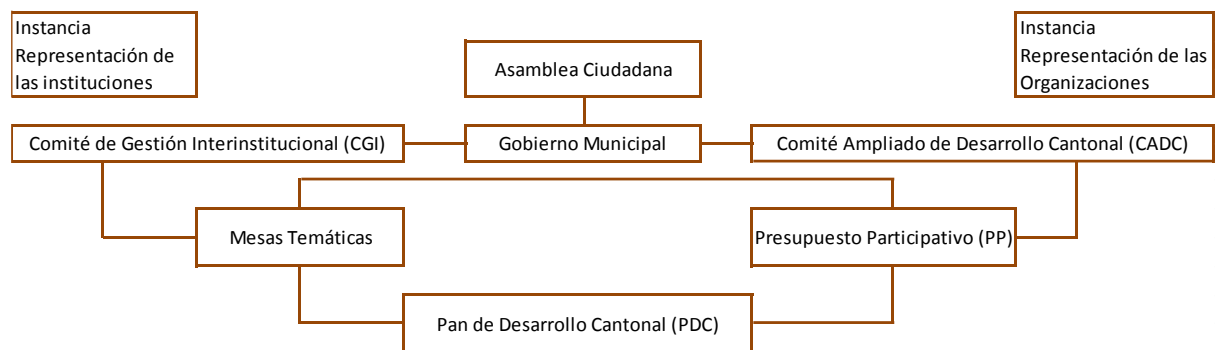 Instancia
Representación de
las instituciones
Asamblea Ciudadana
Instancia
Representación de las
Organizaciones
Comité de Gestión Interinstitucional (CGI)
Gobierno Municipal
Comité Ampliado de Desarrollo Cantonal (CADC)
Mesas Temáticas
Presupuesto Participativo (PP)
Pan de Desarrollo Cantonal (PDC)